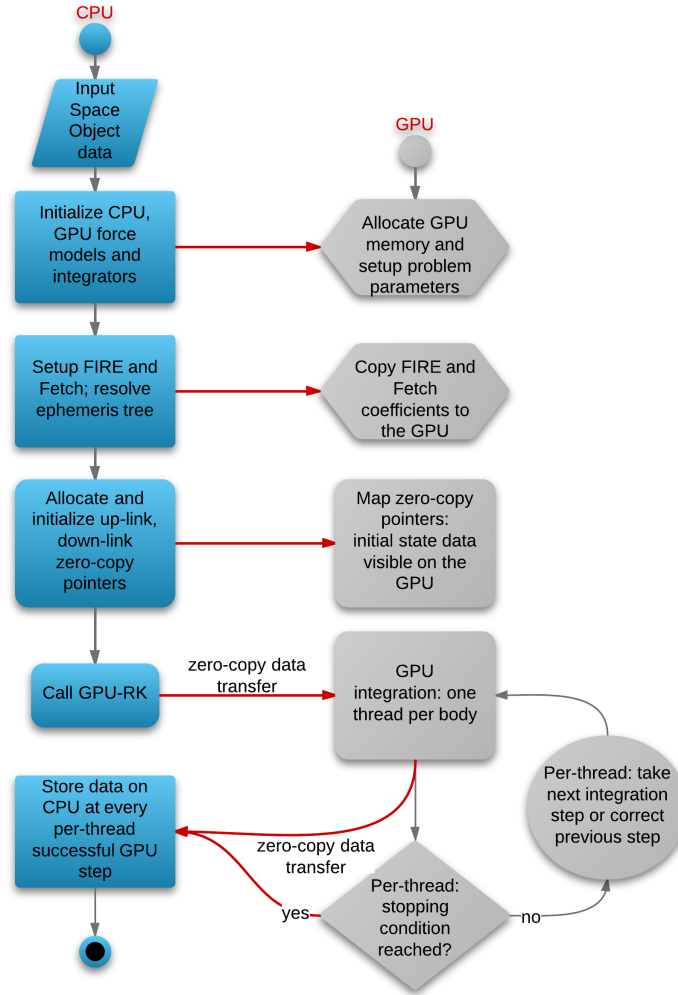 CPU
Input
Space
Object
data
GPU
Initialize CPU,
GPU force
models and
integrators
Allocate GPU
memory and
setup problem
parameters
Setup FIRE and
Fetch; resolve
ephemeris tree
Copy FIRE and
Fetch
coefficients to
the GPU
Allocate and
initialize up-link,
down-link
zero-copy
pointers
Map zero-copy
pointers:
initial state data
visible on the
GPU
Call GPU-RK
zero-copy data
transfer
GPU
integration: one
thread per body
Per-thread: take
next integration
step or correct
previous step
Store data on
CPU at every
per-thread
successful GPU
step
zero-copy data
transfer
Per-thread:
stopping
condition
reached?
yes
no